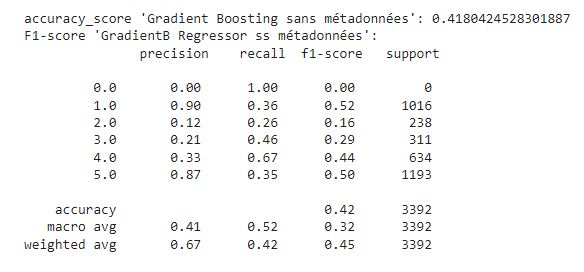 accuracy_score 'Gradient Boosting sans métadonnées': 0.4180424528301887
F1-score 'GradientB Regressor ss métadonnées':
precision recall f1-score support
0.0 0.00 1.00 0.00 0
1.0 0.90 0.36 0.52 1016
2.0 0.12 0.26 0.16 238
3.0 0.21 0.46 0.29 311
4.0 0.33 0.67 0.44 634
5.0 0.87 0.35 0.50 1193
accuracy 0.42 3392
macro avg 0.41 0.52 0.32 3392
weighted avg 0.67 0.42 0.45 3392